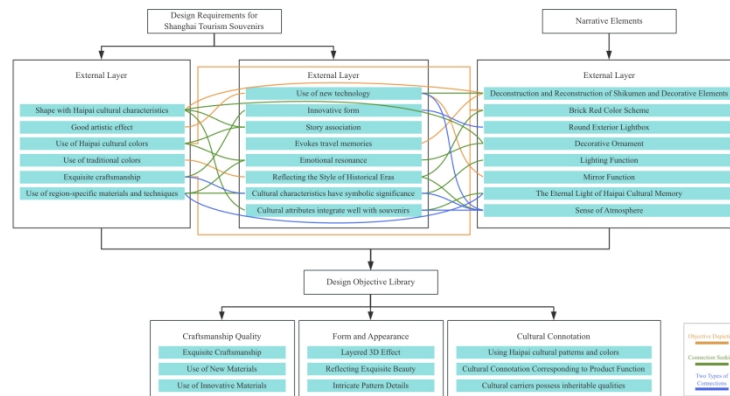 Design Requirements for
Shanghai Tourism Souvenirs
Narrative Elements
External Layer
Shape with Haipai cultural characteristics
Good artistic effect
Use of Haipai cultural colors
Use of traditional colors
Exquisite craftsmanship
Use of region-specific materials and techniques
External Layer
Use of new technology
Innovative form
Story association
Evokes travel memories
Emotional resonance
Reflecting the Style of Historical Eras
Cultural characteristics have symbolic significance
Cultural attributes integrate well with souvenirs
External Layer
Deconstruction and Reconstruction of Shikumen and Decorative Elements
Brick Red Color Scheme
Round Exterior Lightbox
Decorative Ornament
Lighting Function
Mirror Function
The Eternal Light of Haipai Cultural Memory
Sense of Atmosphere
Design Objective Library
Craftsmanship Quality
Exquisite Craftsmanship
Use of New Materials
Use of Innovative Materials
Form and Appearance
Layered 3D Effect
Reflecting Exquisite Beauty
Intricate Pattern Details
Cultural Connotation
Using Haipai cultural patterns and colors
Cultural Connotation Corresponding to Product Function
Cultural carriers possess inheritable qualities
Objective
Connection
Two Types of
Connections